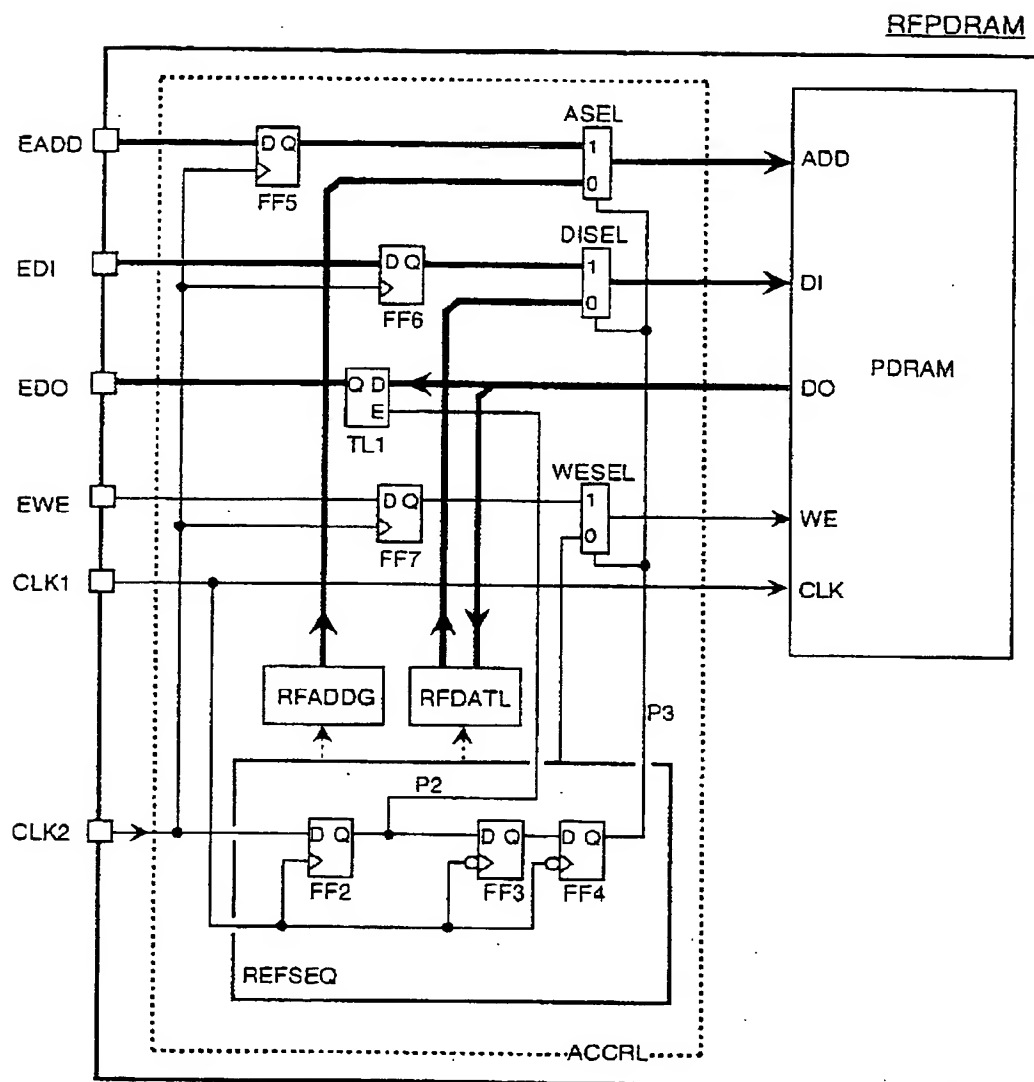 RFPDRAM
EADD
D Q
FF5
ASEL
1
0
ADD
EDI
D Q
FF6
DISEL
1
0
DI
EDO
Q D
E
TL1
DO
PDRAM
EWE
D Q
FF7
WESEL
1
0
WE
CLK1
CLK
RFADDG
RFDATL
P3
P2
CLK2
D Q
FF2
D Q
FF3
D Q
FF4
REFSEQ
ACCRL